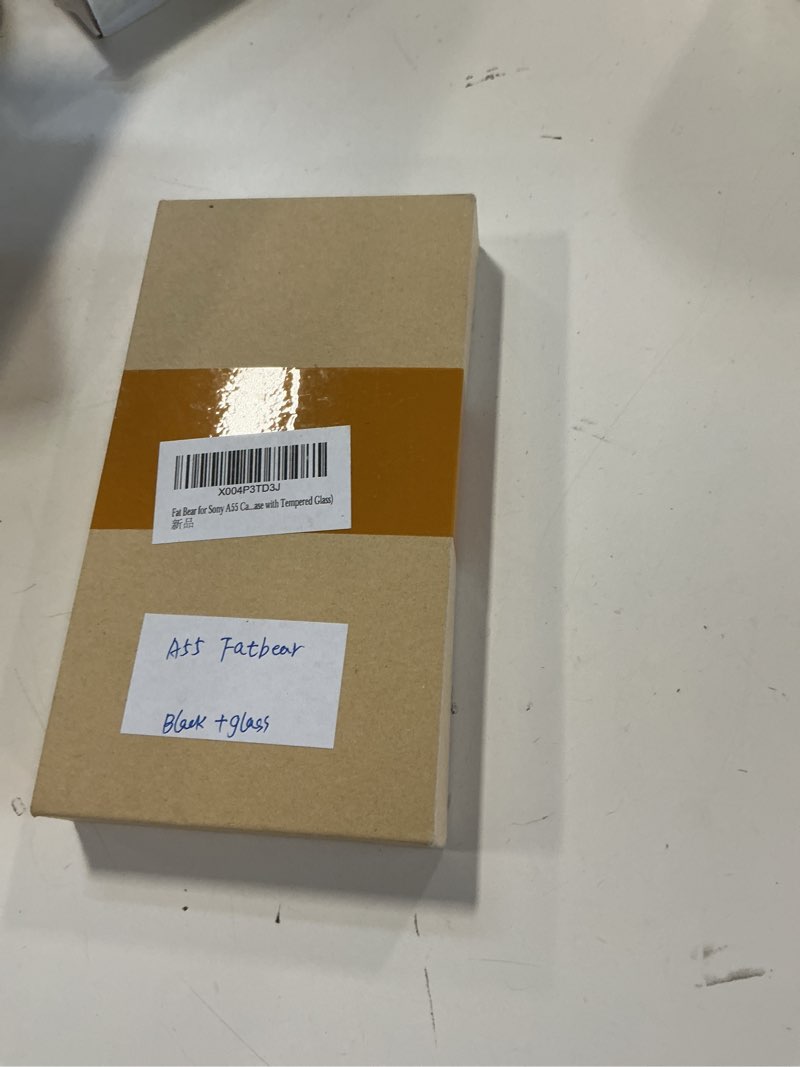 X004P3TD3J
Fat Bear for Sony A55 Ca...ase with Tempered Glass)
新品
A55 Fatbear
Black +glass